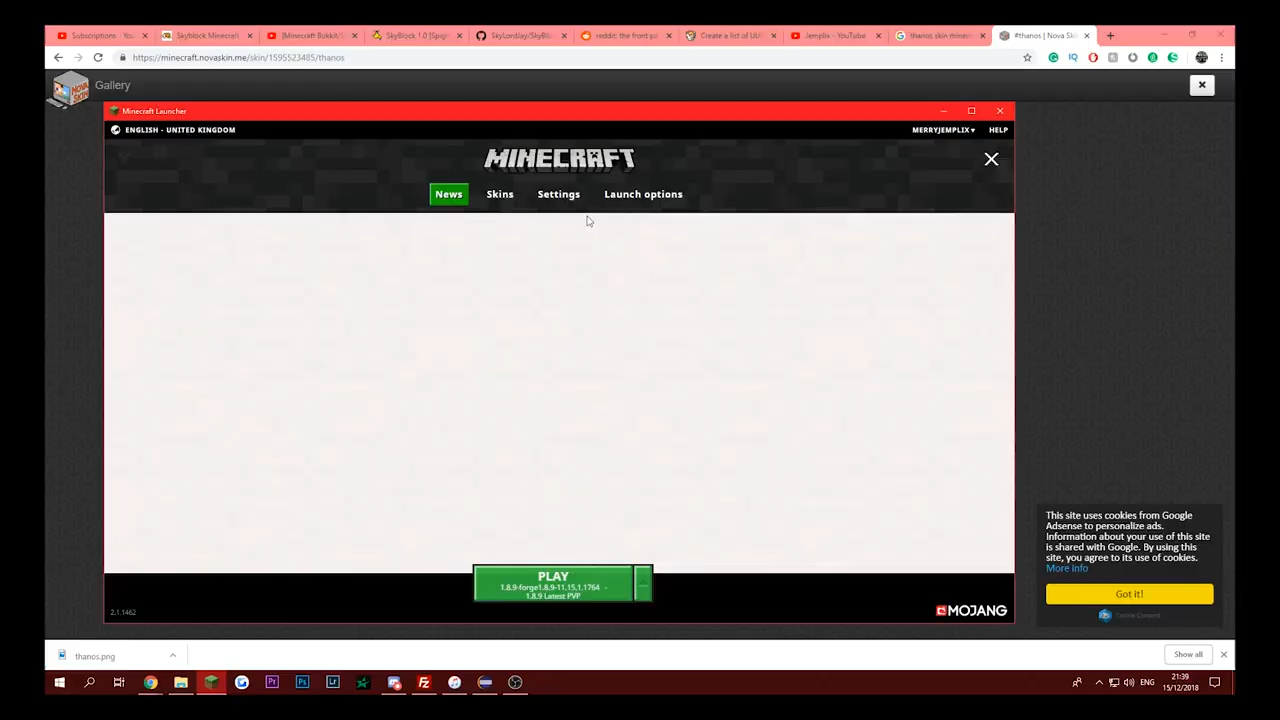 Subscriptions - You
Skyblock Minecraft
[Minecraft Bukkit/S
SkyBlock 1.0 [Spig
SkyLordJay/SkyBl
reddit: the front pa
Create a list of UU
Jemplix - YouTube
thanos skin minec
#thanos | Nova Ski
https://minecraft.novaskin.me/skin/1595523485/thanos
NOVA SKIN
Gallery
Minecraft Launcher
ENGLISH - UNITED KINGDOM
MERRYJEMPLIX
HELP
MINECRAFT
News
Skins
Settings
Launch options
PLAY
1.8.9-forge1.8.9-11.15.1.1764 -
1.8.9 Latest PVP
2.1.1462
MOJANG
This site uses cookies from Google
Adsense to personalize ads.
Information about your use of this site
is shared with Google. By using this
site, you agree to its use of cookies.
More info
Got it!
Cookie Consent
thanos.png
Show all
ENG
21:39
15/12/2018